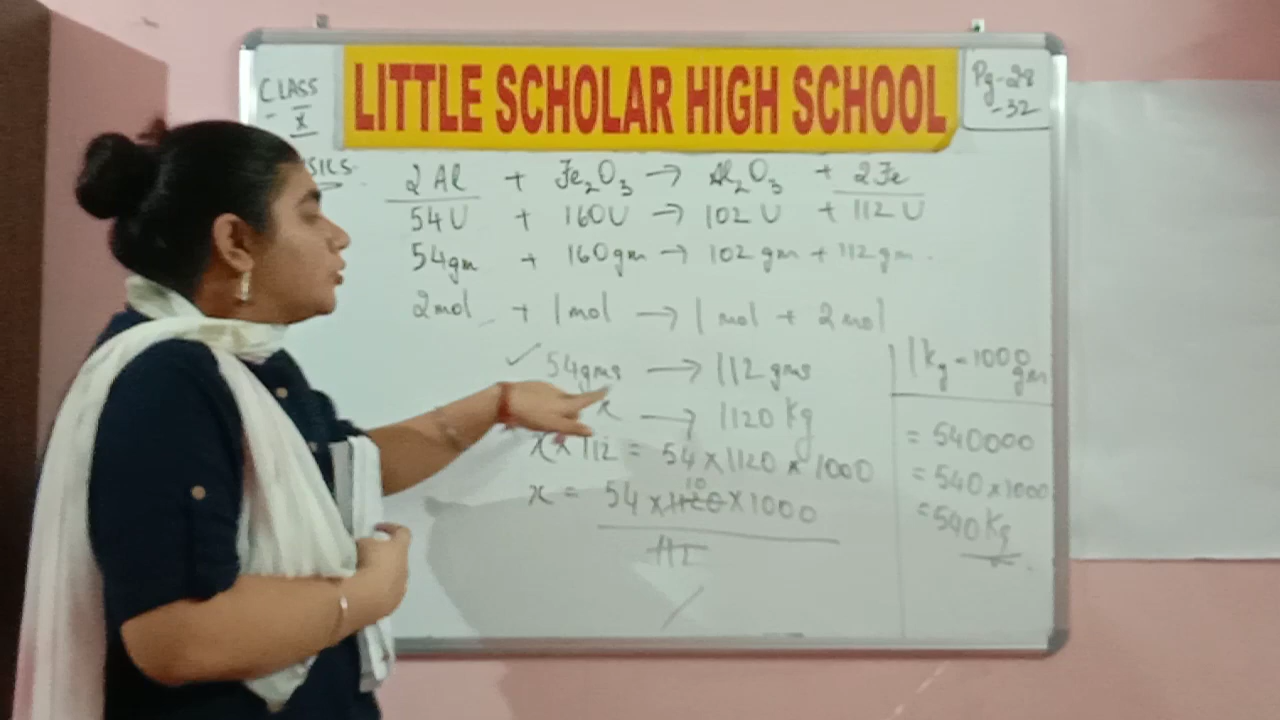 CLASS
X
LITTLE SCHOLAR HIGH SCHOOL
Pg-28
-32
SICS
2Al + Fe₂O₃ → Al₂O₃ + 2Fe
54U + 160U → 102U + 112U
54gm + 160gm → 102gm + 112gm.
2mol + 1mol → 1mol + 2mol
✓ 54gms → 112gms
x → 1120 Kg
x × 112 = 54 × 1120 × 1000
10
x = 54 × 1120 × 1000
112
1kg = 1000
gm
= 540000
= 540 × 1000
= 540 Kg